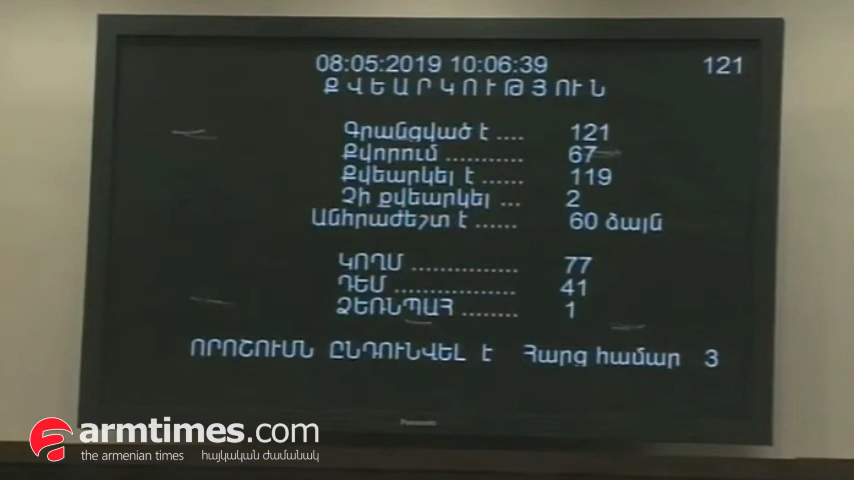 08:05:2019 10:06:39 121
ՔՎԵԱՐԿՈՒԹՅՈՒՆ
Գրանցված է .... 121
Քվորում ........... 67
Քվեարկել է ...... 119
Չի քվեարկել ... 2
Անհրաժեշտ է ...... 60 ձայն
ԿՈՂՄ ............... 77
ԴԵՄ ................. 41
ՁԵՌՆՊԱՀ ........ 1
ՈՐՈՇՈՒՄՆ ԸՆԴՈՒՆՎԵԼ է Հարց համար 3
Panasonic
armtimes.com
the armenian times հայկական ժամանակ